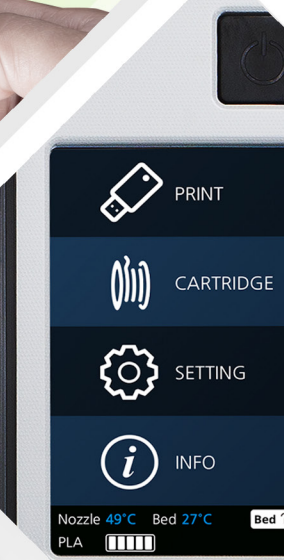 PRINT
CARTRIDGE
SETTING
INFO
Nozzle 49°C Bed 27°C Bed
PLA